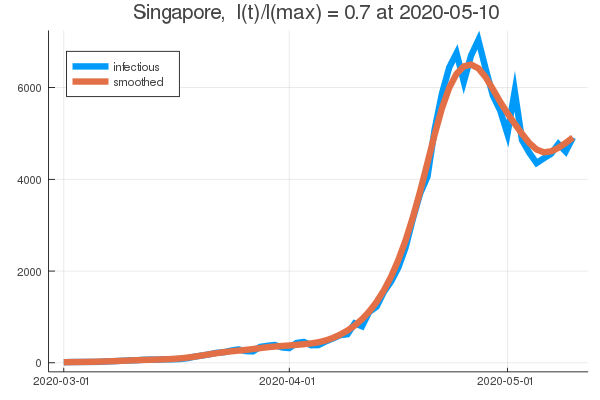 Singapore, I(t)/I(max) = 0.7 at 2020-05-10
infectious
smoothed
6000
4000
2000
0
2020-03-01 2020-04-01 2020-05-01